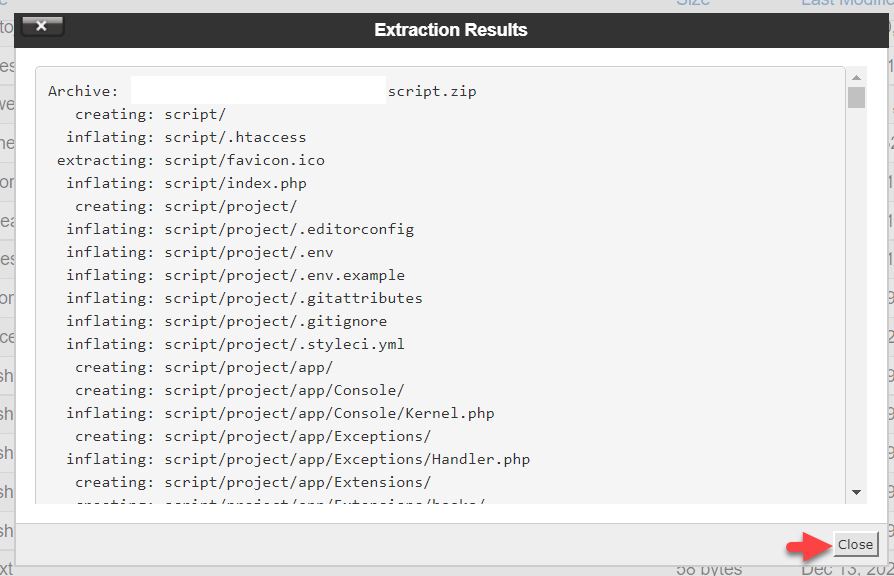 Size Last Modified
Extraction Results
Archive: script.zip
creating: script/
inflating: script/.htaccess
extracting: script/favicon.ico
inflating: script/index.php
creating: script/project/
inflating: script/project/.editorconfig
inflating: script/project/.env
inflating: script/project/.env.example
inflating: script/project/.gitattributes
inflating: script/project/.gitignore
inflating: script/project/.styleci.yml
creating: script/project/app/
creating: script/project/app/Console/
inflating: script/project/app/Console/Kernel.php
creating: script/project/app/Exceptions/
inflating: script/project/app/Exceptions/Handler.php
creating: script/project/app/Extensions/
Close
58 bytes Dec 13, 202